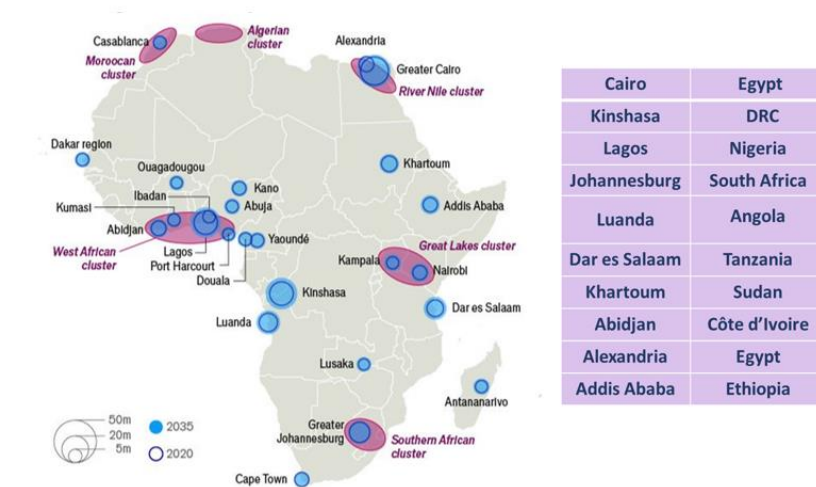 Algerian
cluster
Casablanca
Moroocan
cluster
Alexandria
Greater Cairo
River Nile cluster
Dakar region
Ouagadougou
Ibadan
Kano
Kumasi
Abuja
Khartoum
Addis Ababa
Abidjan
West African
cluster
Lagos
Port Harcourt
Douala
Yaoundé
Great Lakes cluster
Kampala
Nairobi
Kinshasa
Luanda
Dar es Salaam
Lusaka
Antananarivo
Greater
Johannesburg
Southern African
cluster
Cape Town
50m
20m
5m
2035
2020
Cairo Egypt
Kinshasa DRC
Lagos Nigeria
Johannesburg South Africa
Luanda Angola
Dar es Salaam Tanzania
Khartoum Sudan
Abidjan Côte d'Ivoire
Alexandria Egypt
Addis Ababa Ethiopia